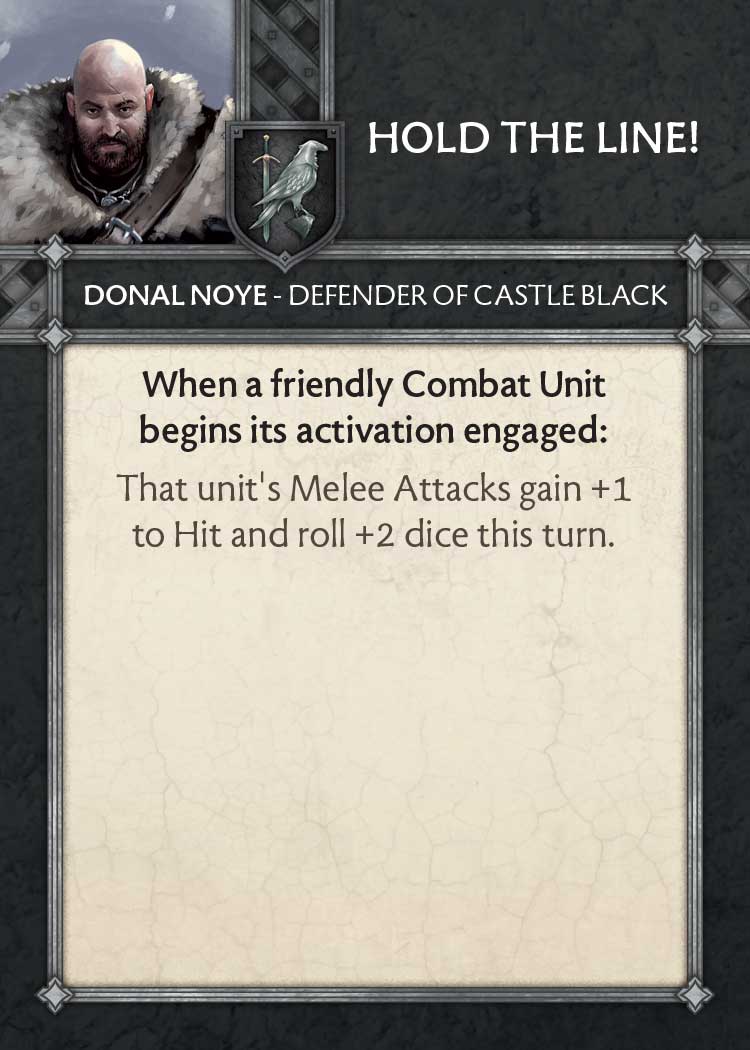 HOLD THE LINE!
DONAL NOYE - DEFENDER OF CASTLE BLACK
When a friendly Combat Unit
begins its activation engaged:
That unit's Melee Attacks gain +1
to Hit and roll +2 dice this turn.